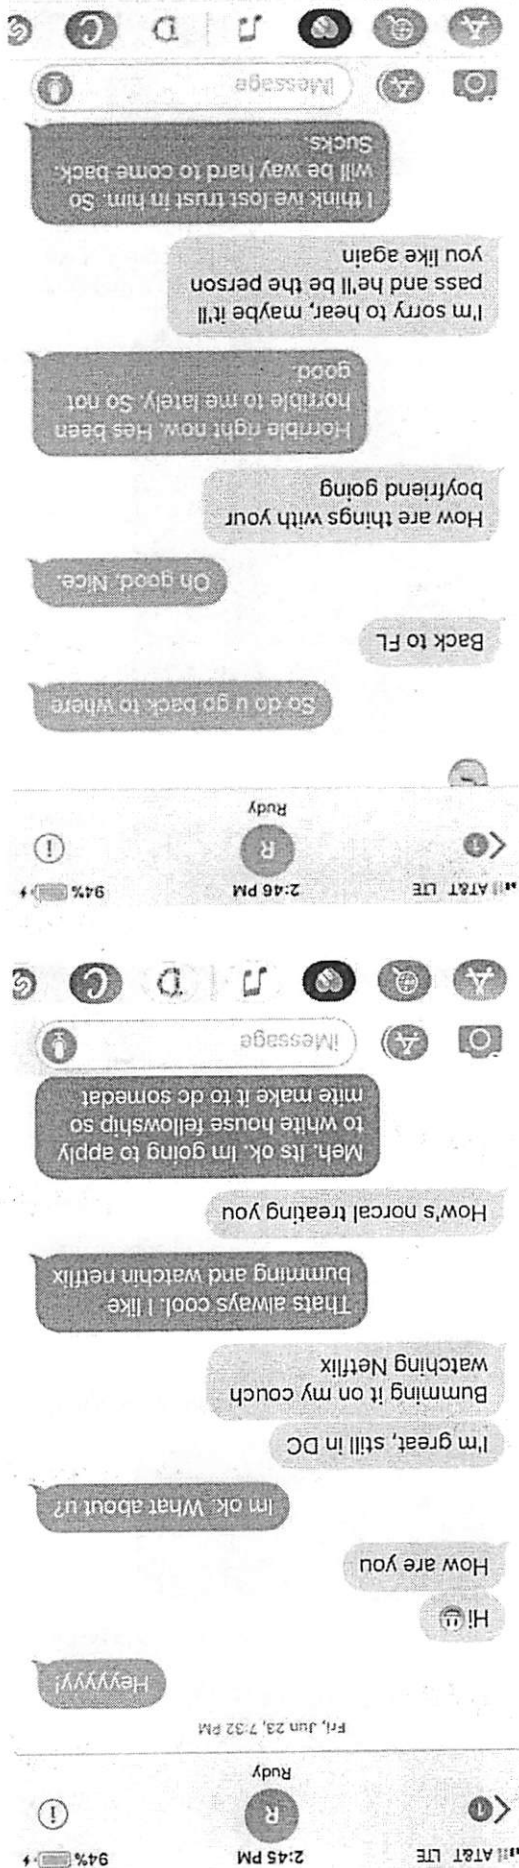 AT&T LTE 2:45 PM 94%
1
R
Rudy
Fri, Jun 23, 7:32 PM
Heyyyyy!
Hi
How are you
Im ok. What about u?
I'm great, still in DC
Bumming it on my couch
watching Netflix
Thats always cool. I like
bumming and watchin netflix
How's norcal treating you
Meh. Its ok. Im going to apply
to white house fellowship so
mite make it to dc somedat
iMessage
AT&T LTE 2:46 PM 94%
1
R
Rudy
So do u go back to where
Back to FL
Oh good. Nice.
How are things with your
boyfriend going
Horrible right now. Hes been
horrible to me lately. So not
good.
I'm sorry to hear, maybe it'll
pass and he'll be the person
you like again
I think ive lost trust in him. So
will be way hard to come back.
Sucks.
iMessage